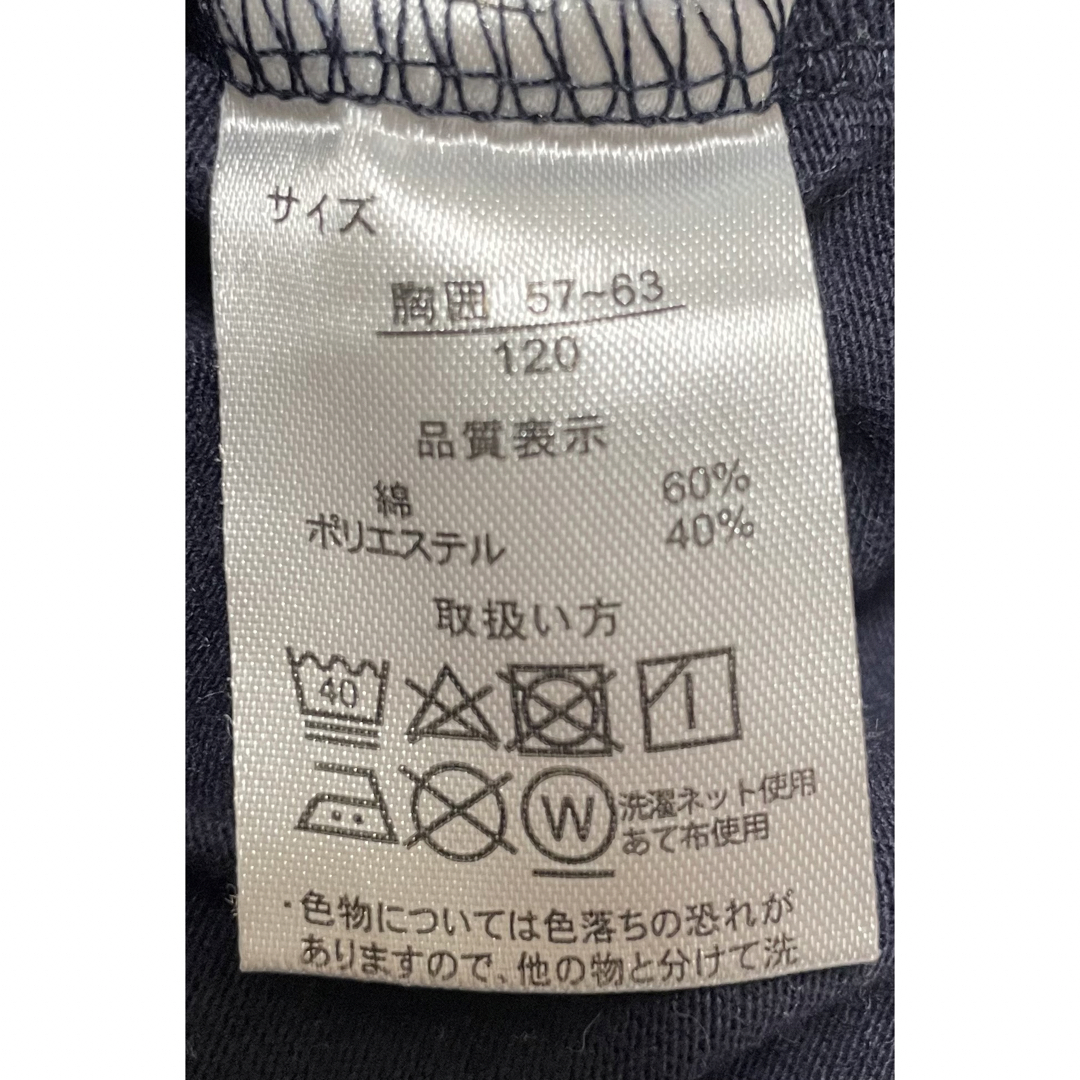 サイズ
胸囲 57~63
120
品質表示
綿 60%
ポリエステル 40%
取扱い方
40
W 洗濯ネット使用
あて布使用
・色物については色落ちの恐れが
ありますので、他の物と分けて洗